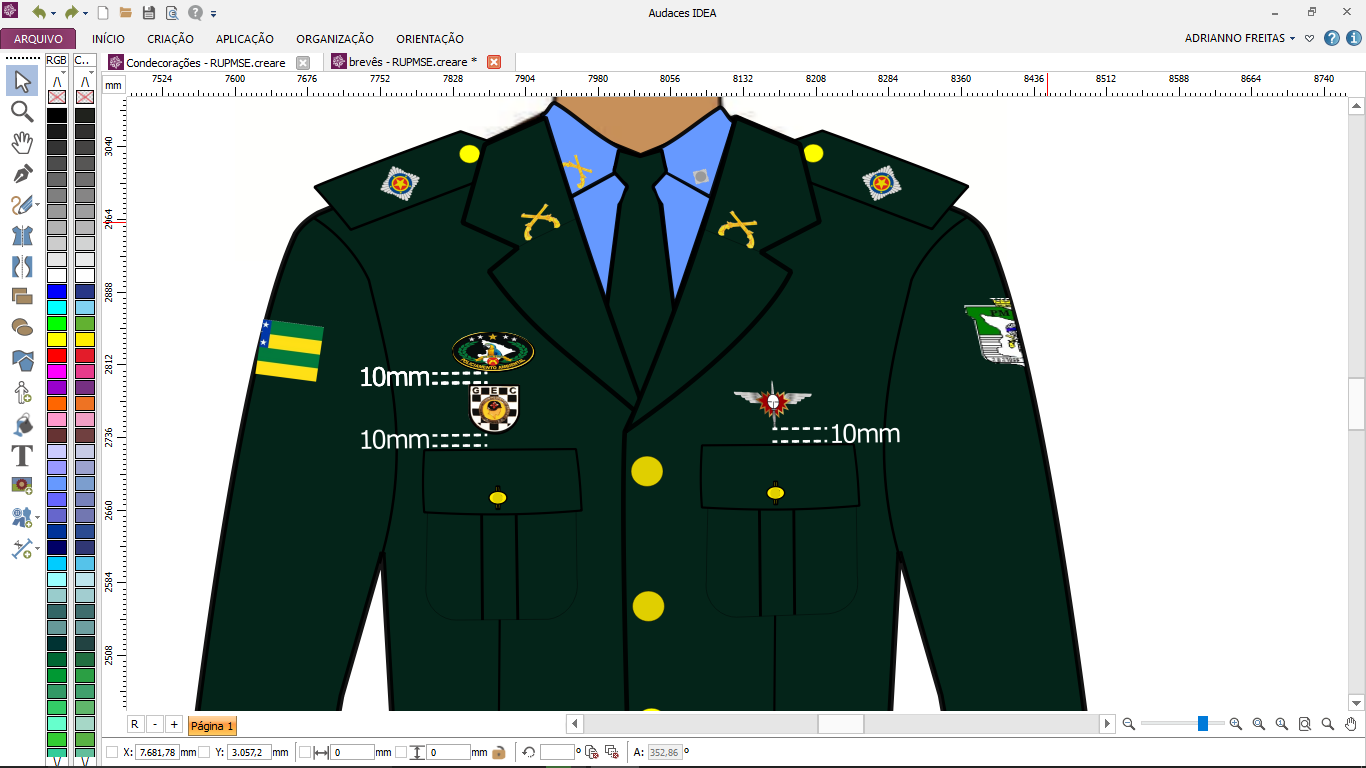 Audaces IDEA
ARQUIVO INÍCIO CRIAÇÃO APLICAÇÃO ORGANIZAÇÃO ORIENTAÇÃO ADRIANNO FREITAS
RGB C...
Condecorações - RUPMSE.creare brevês - RUPMSE.creare *
mm 7524 7600 7676 7752 7828 7904 7980 8056 8132 8208 8284 8360 8436 8512 8588 8664 8740
3040
2964
2888
2812
2736
2660
2584
2508
PM
POLICIAMENTO AMBIENTAL
10mm
G E C
10mm
10mm
R - + Página 1
X: 7.681,78 mm Y: 3.057,2 mm 0 mm 0 mm ° A: 352,86 °